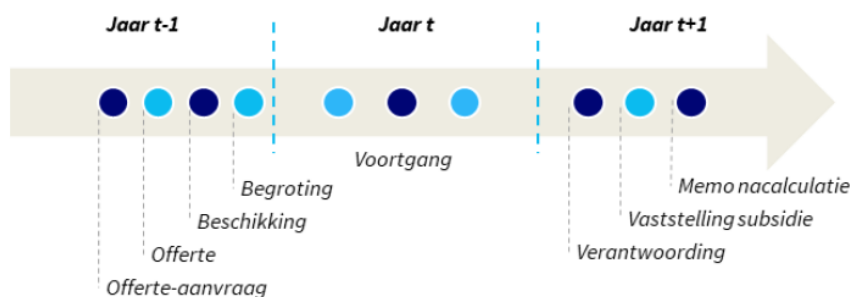 Jaar t-1
Jaar t
Jaar t+1
Voortgang
Begroting
Beschikking
Offerte
Offerte-aanvraag
Memo nacalculatie
Vaststelling subsidie
Verantwoording